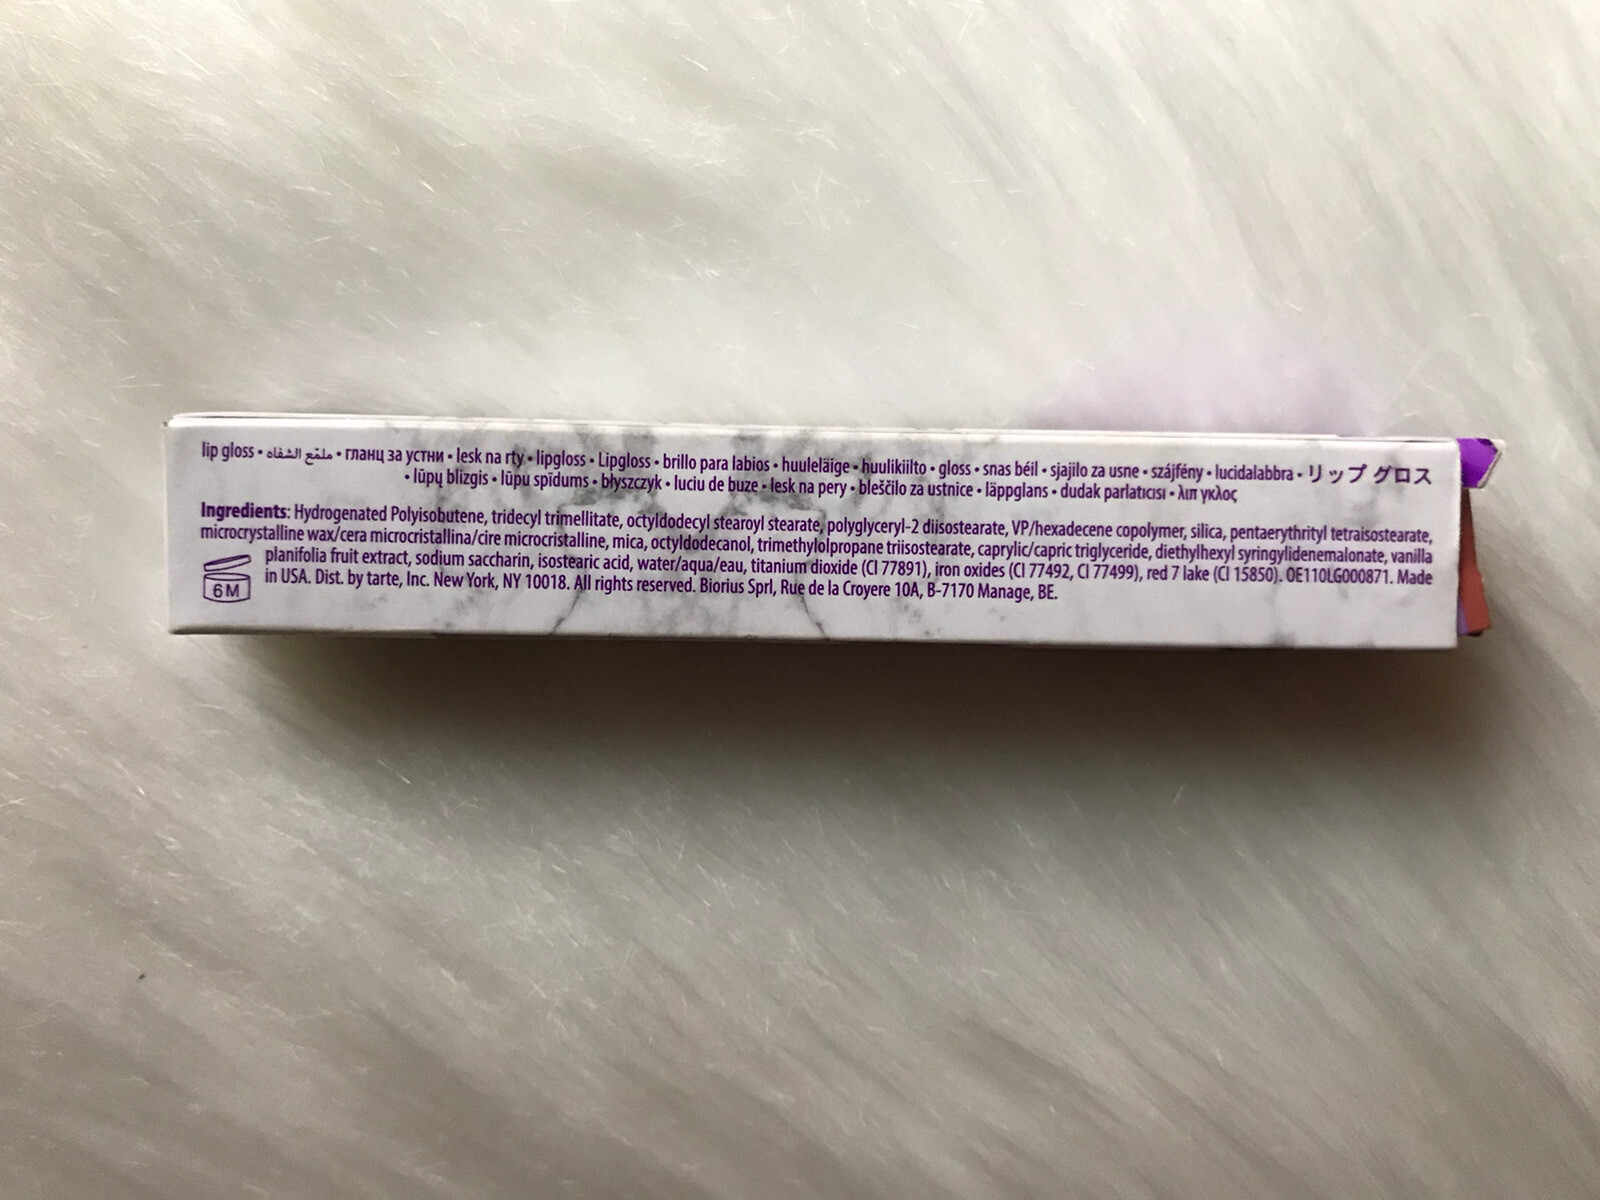 lip gloss • ملمّع الشفاه • гланц за устни • lesk na rty • lipgloss • Lipgloss • brillo para labios • huuleläige • huulikiilto • gloss • snas béil • sjajilo za usne • szájfény • lucidalabbra • リップ グロス
• lūpų blizgis • lūpu spīdums • błyszczyk • luciu de buze • lesk na pery • bleščilo za ustnice • läppglans • dudak parlatıcısı • λιπ γκλος
Ingredients: Hydrogenated Polyisobutene, tridecyl trimellitate, octyldodecyl stearoyl stearate, polyglyceryl-2 diisostearate, VP/hexadecene copolymer, silica, pentaerythrityl tetraisostearate,
microcrystalline wax/cera microcristallina/cire microcristalline, mica, octyldodecanol, trimethylolpropane triisostearate, caprylic/capric triglyceride, diethylhexyl syringylidenemalonate, vanilla
planifolia fruit extract, sodium saccharin, isostearic acid, water/aqua/eau, titanium dioxide (CI 77891), iron oxides (CI 77492, CI 77499), red 7 lake (CI 15850). OE110LG000871. Made
in USA. Dist. by tarte, Inc. New York, NY 10018. All rights reserved. Biorius Sprl, Rue de la Croyere 10A, B-7170 Manage, BE.
6M